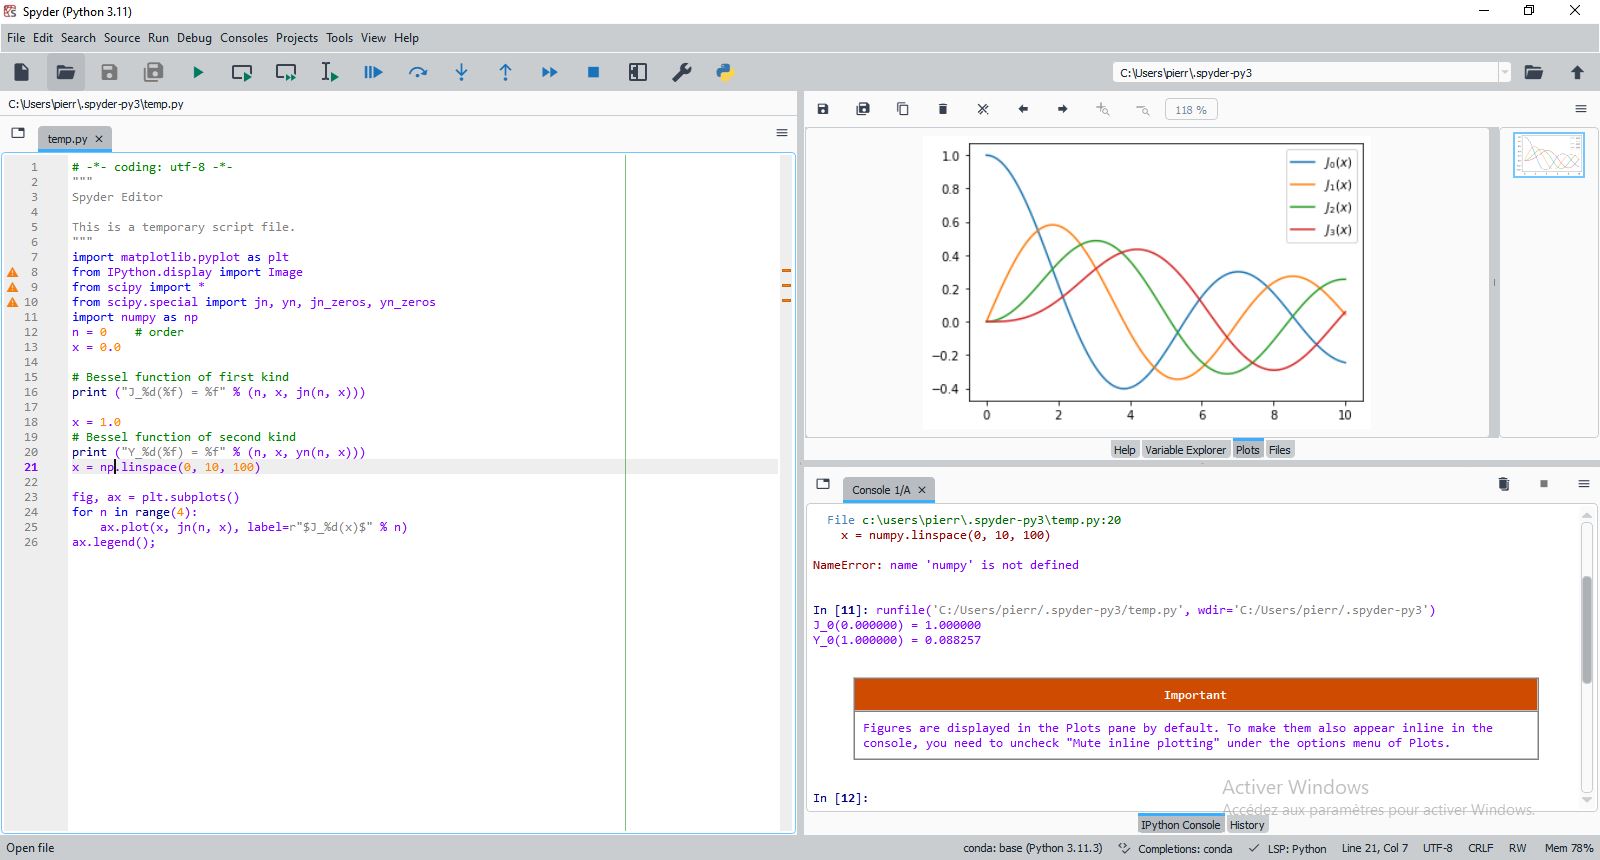 Spyder (Python 3.11)
File Edit Search Source Run Debug Consoles Projects Tools View Help
C:\Users\pierr\.spyder-py3
C:\Users\pierr\.spyder-py3\temp.py
temp.py
1 # -*- coding: utf-8 -*-
2 """
3 Spyder Editor
4
5 This is a temporary script file.
6 """
7 import matplotlib.pyplot as plt
8 from IPython.display import Image
9 from scipy import *
10 from scipy.special import jn, yn, jn_zeros, yn_zeros
11 import numpy as np
12 n = 0    # order
13 x = 0.0
14
15 # Bessel function of first kind
16 print ("J_%d(%f) = %f" % (n, x, jn(n, x)))
17
18 x = 1.0
19 # Bessel function of second kind
20 print ("Y_%d(%f) = %f" % (n, x, yn(n, x)))
21 x = np.linspace(0, 10, 100)
22
23 fig, ax = plt.subplots()
24 for n in range(4):
25     ax.plot(x, jn(n, x), label=r"$J_%d(x)$" % n)
26 ax.legend();
118 %
1.0
0.8
0.6
0.4
0.2
0.0
−0.2
−0.4
0 2 4 6 8 10
J₀(x)
J₁(x)
J₂(x)
J₃(x)
Help Variable Explorer Plots Files
Console 1/A
File c:\users\pierr\.spyder-py3\temp.py:20
x = numpy.linspace(0, 10, 100)
NameError: name 'numpy' is not defined
In [11]: runfile('C:/Users/pierr/.spyder-py3/temp.py', wdir='C:/Users/pierr/.spyder-py3')
J_0(0.000000) = 1.000000
Y_0(1.000000) = 0.088257
Important
Figures are displayed in the Plots pane by default. To make them also appear inline in the
console, you need to uncheck "Mute inline plotting" under the options menu of Plots.
In [12]:
Activer Windows
Accédez aux paramètres pour activer Windows.
IPython Console History
Open file
conda: base (Python 3.11.3) Completions: conda LSP: Python Line 21, Col 7 UTF-8 CRLF RW Mem 78%